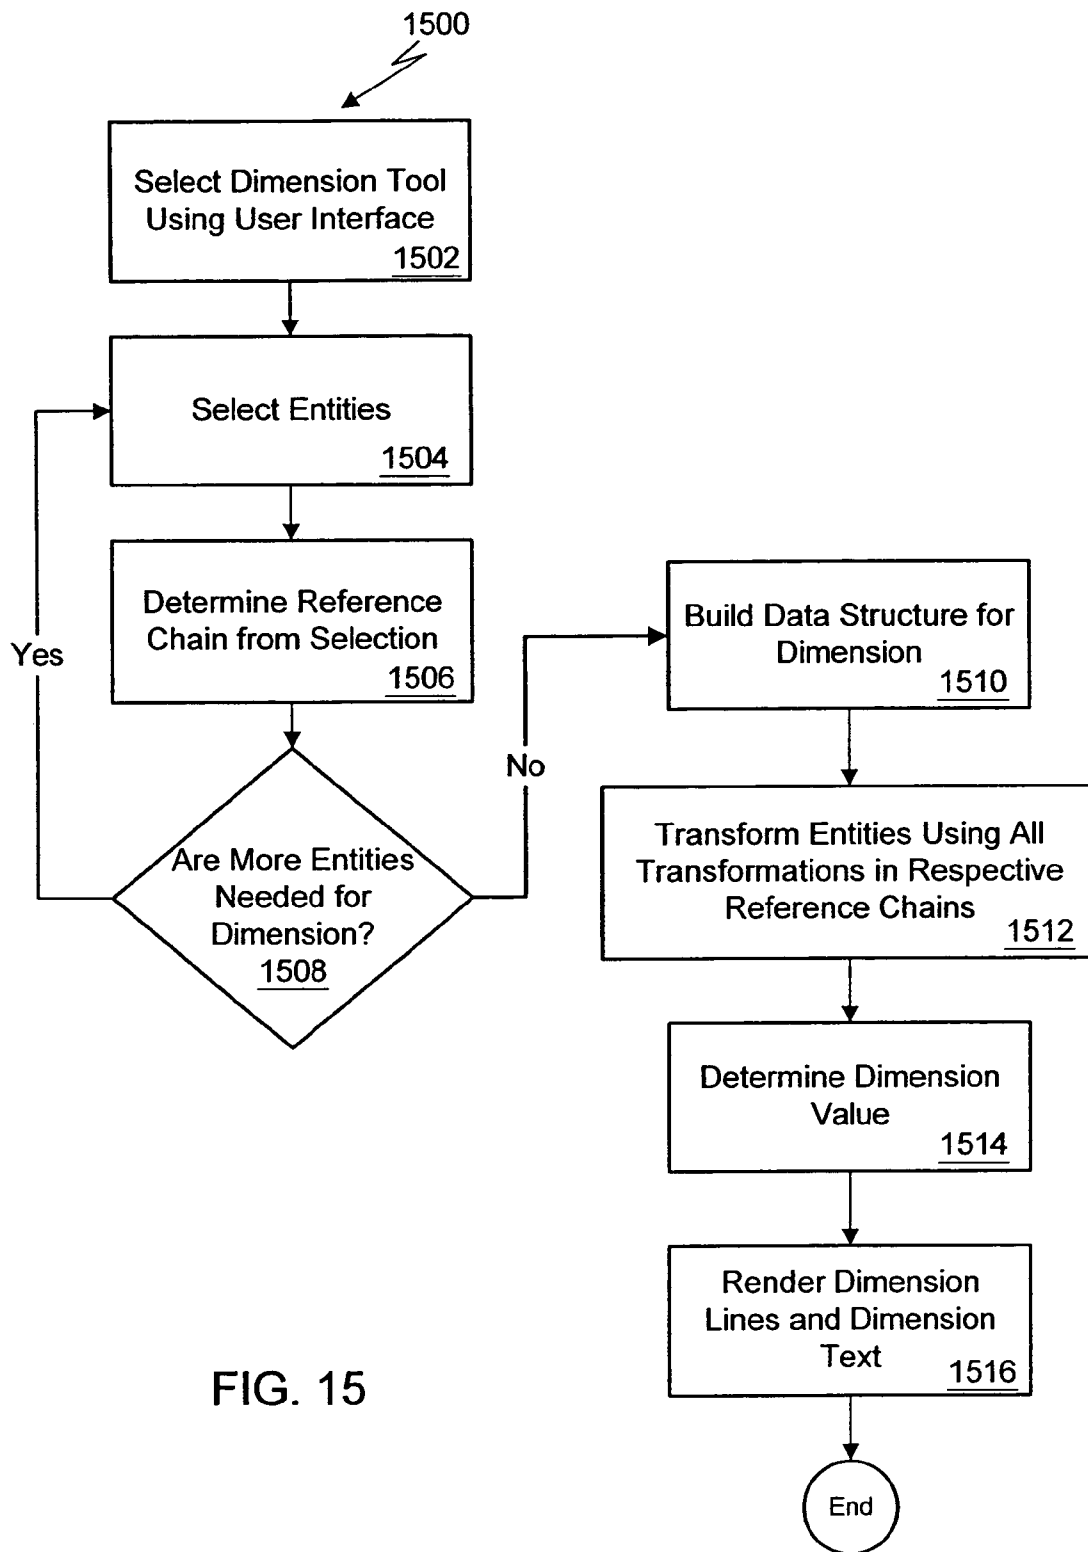 1500
Select Dimension Tool
Using User Interface
1502
Select Entities
1504
Determine Reference
Chain from Selection
1506
Yes
Are More Entities
Needed for
Dimension?
1508
No
Build Data Structure for
Dimension
1510
Transform Entities Using All
Transformations in Respective
Reference Chains
1512
Determine Dimension
Value
1514
Render Dimension
Lines and Dimension
Text
1516
End
FIG. 15